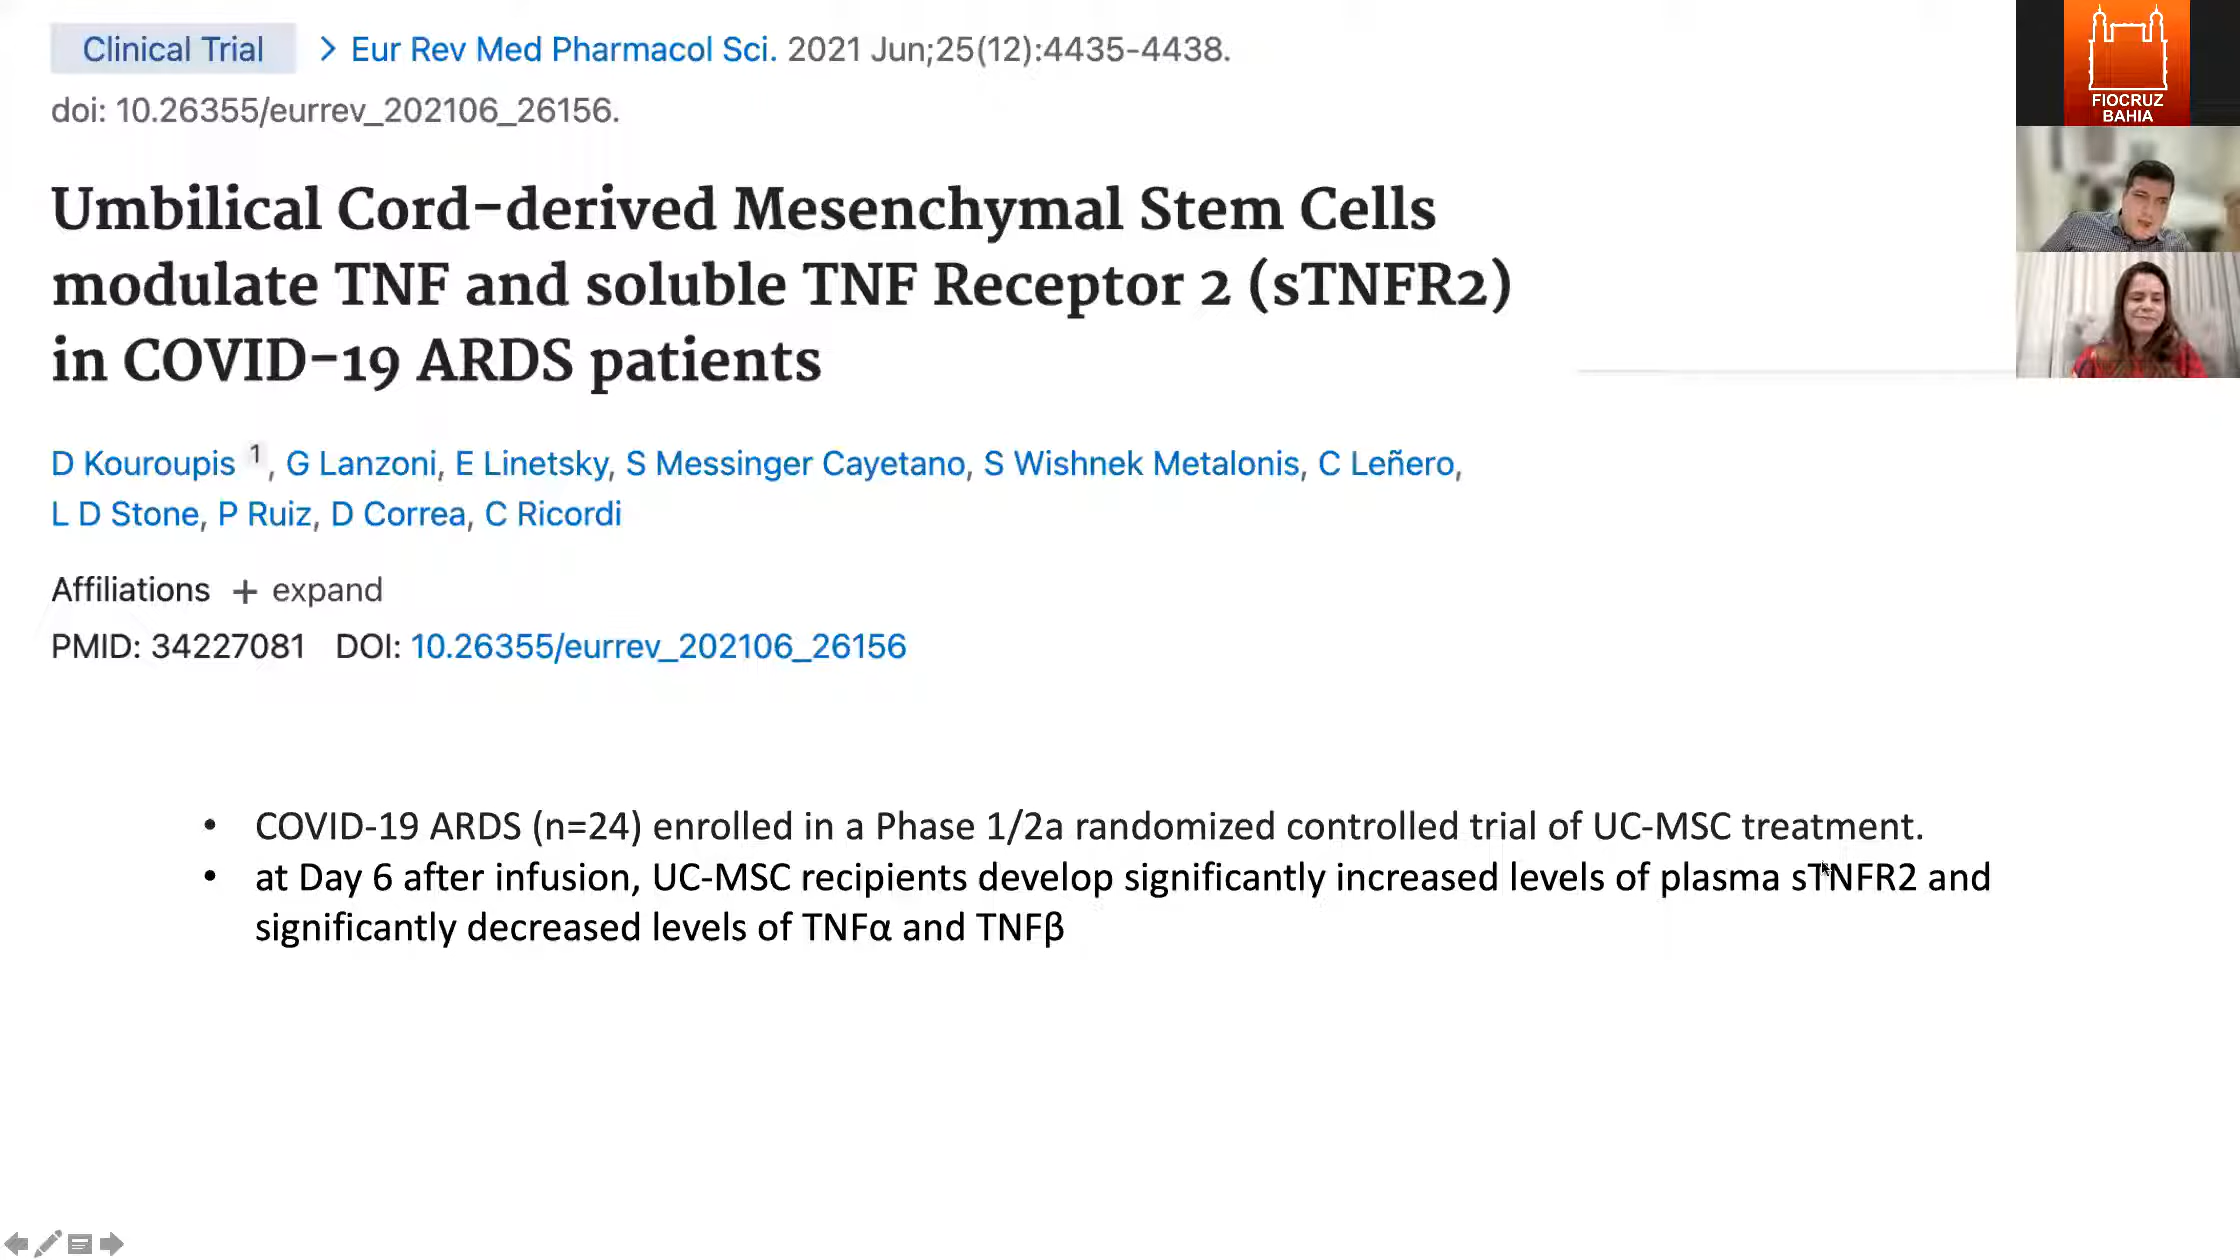 Clinical Trial > Eur Rev Med Pharmacol Sci. 2021 Jun;25(12):4435-4438.
doi: 10.26355/eurrev_202106_26156.
Umbilical Cord-derived Mesenchymal Stem Cells
modulate TNF and soluble TNF Receptor 2 (sTNFR2)
in COVID-19 ARDS patients
D Kouroupis 1, G Lanzoni, E Linetsky, S Messinger Cayetano, S Wishnek Metalonis, C Leñero,
L D Stone, P Ruiz, D Correa, C Ricordi
Affiliations + expand
PMID: 34227081 DOI: 10.26355/eurrev_202106_26156
• COVID-19 ARDS (n=24) enrolled in a Phase 1/2a randomized controlled trial of UC-MSC treatment.
• at Day 6 after infusion, UC-MSC recipients develop significantly increased levels of plasma sTNFR2 and
significantly decreased levels of TNFα and TNFβ
FIOCRUZ
BAHIA